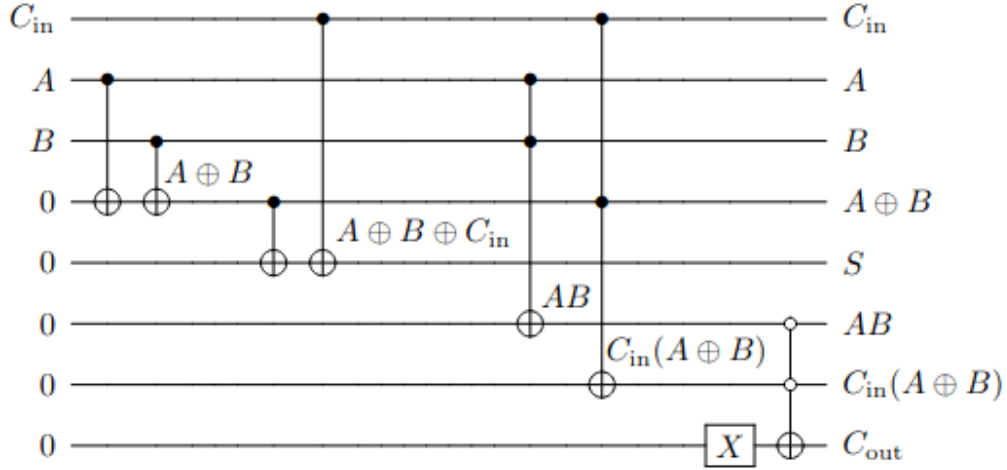 C_in C_in
A A
B B
A ⊕ B
0 A ⊕ B
A ⊕ B ⊕ C_in
0 S
AB
0 AB
C_in(A ⊕ B)
0 C_in(A ⊕ B)
0 X C_out